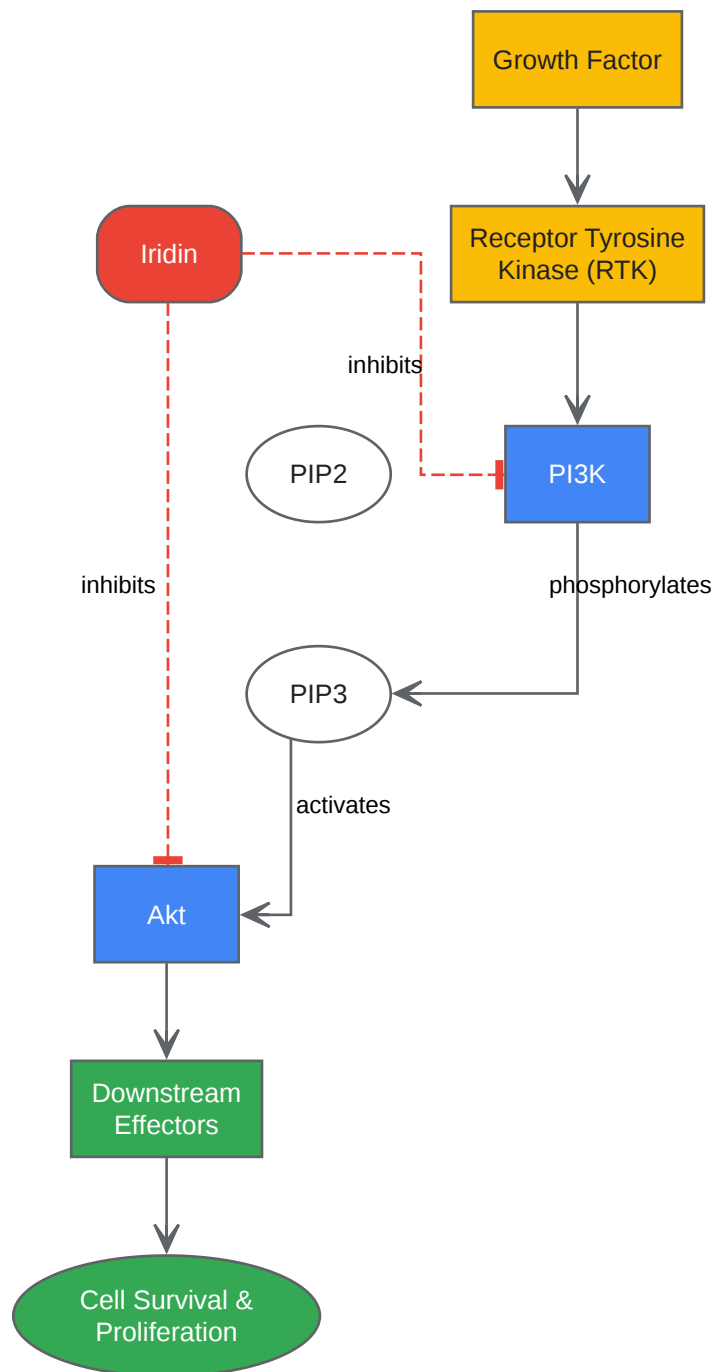 Growth Factor
Iridin
Receptor Tyrosine
Kinase (RTK)
inhibits
PIP2
PI3K
inhibits
phosphorylates
PIP3
activates
Akt
Downstream
Effectors
Cell Survival &
Proliferation